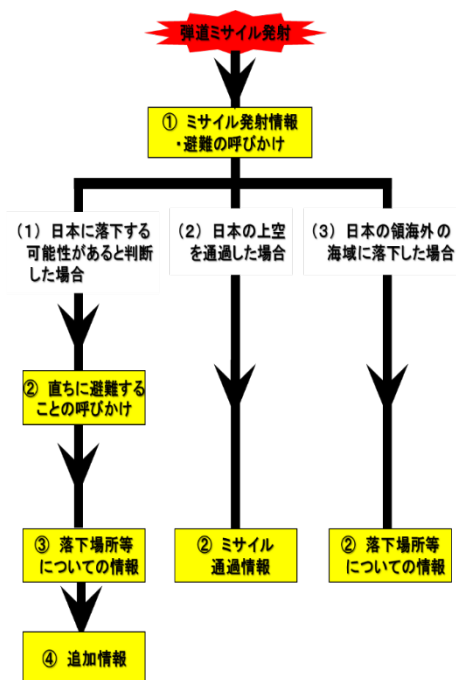 弾道ミサイル発射
① ミサイル発射情報
・避難の呼びかけ
(1)日本に落下する
可能性があると判断
した場合
(2)日本の上空
を通過した場合
(3)日本の領海外の
海域に落下した場合
② 直ちに避難する
ことの呼びかけ
③ 落下場所等
についての情報
② ミサイル
通過情報
② 落下場所等
についての情報
④ 追加情報